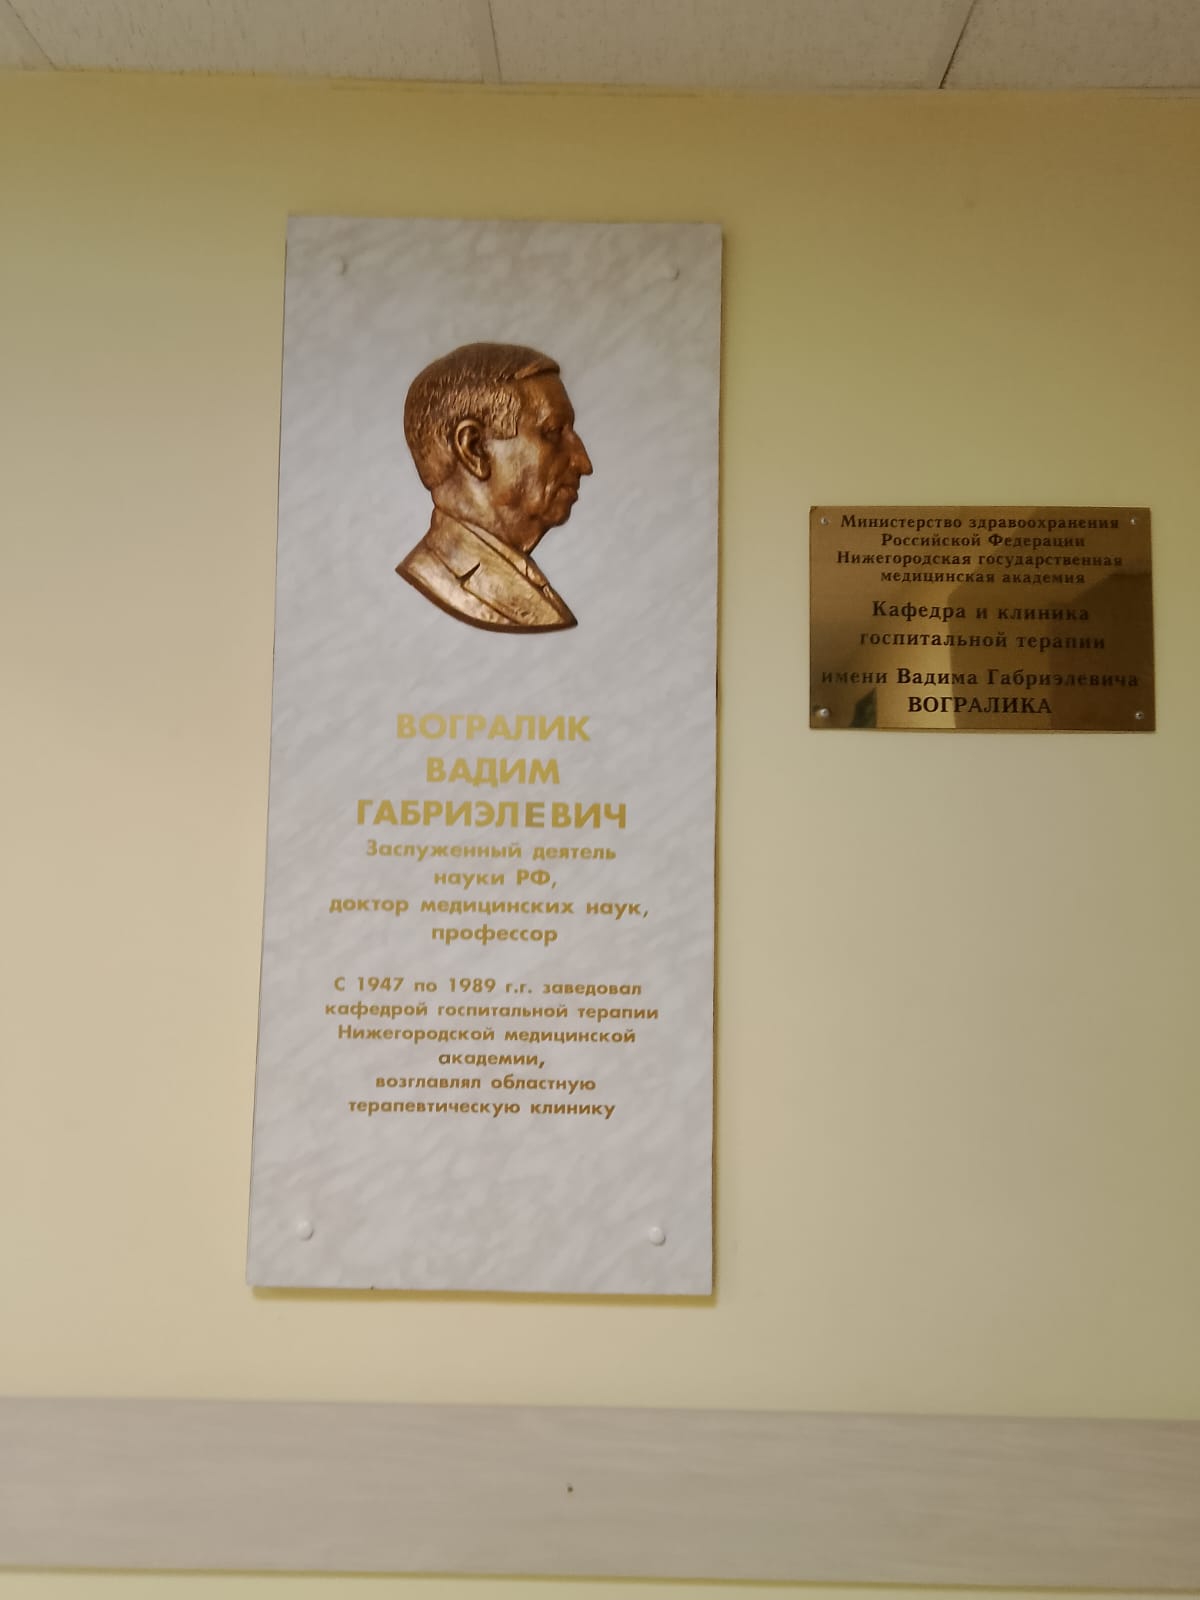 ВОГРАЛИК
ВАДИМ
ГАБРИЭЛЕВИЧ
Заслуженный деятель
науки РФ,
доктор медицинских наук,
профессор
С 1947 по 1989 г.г. заведовал
кафедрой госпитальной терапии
Нижегородской медицинской
академии,
возглавлял областную
терапевтическую клинику
Министерство здравоохранения
Российской Федерации
Нижегородская государственная
медицинская академия
Кафедра и клиника
госпитальной терапии
имени Вадима Габриэлевича
ВОГРАЛИКА